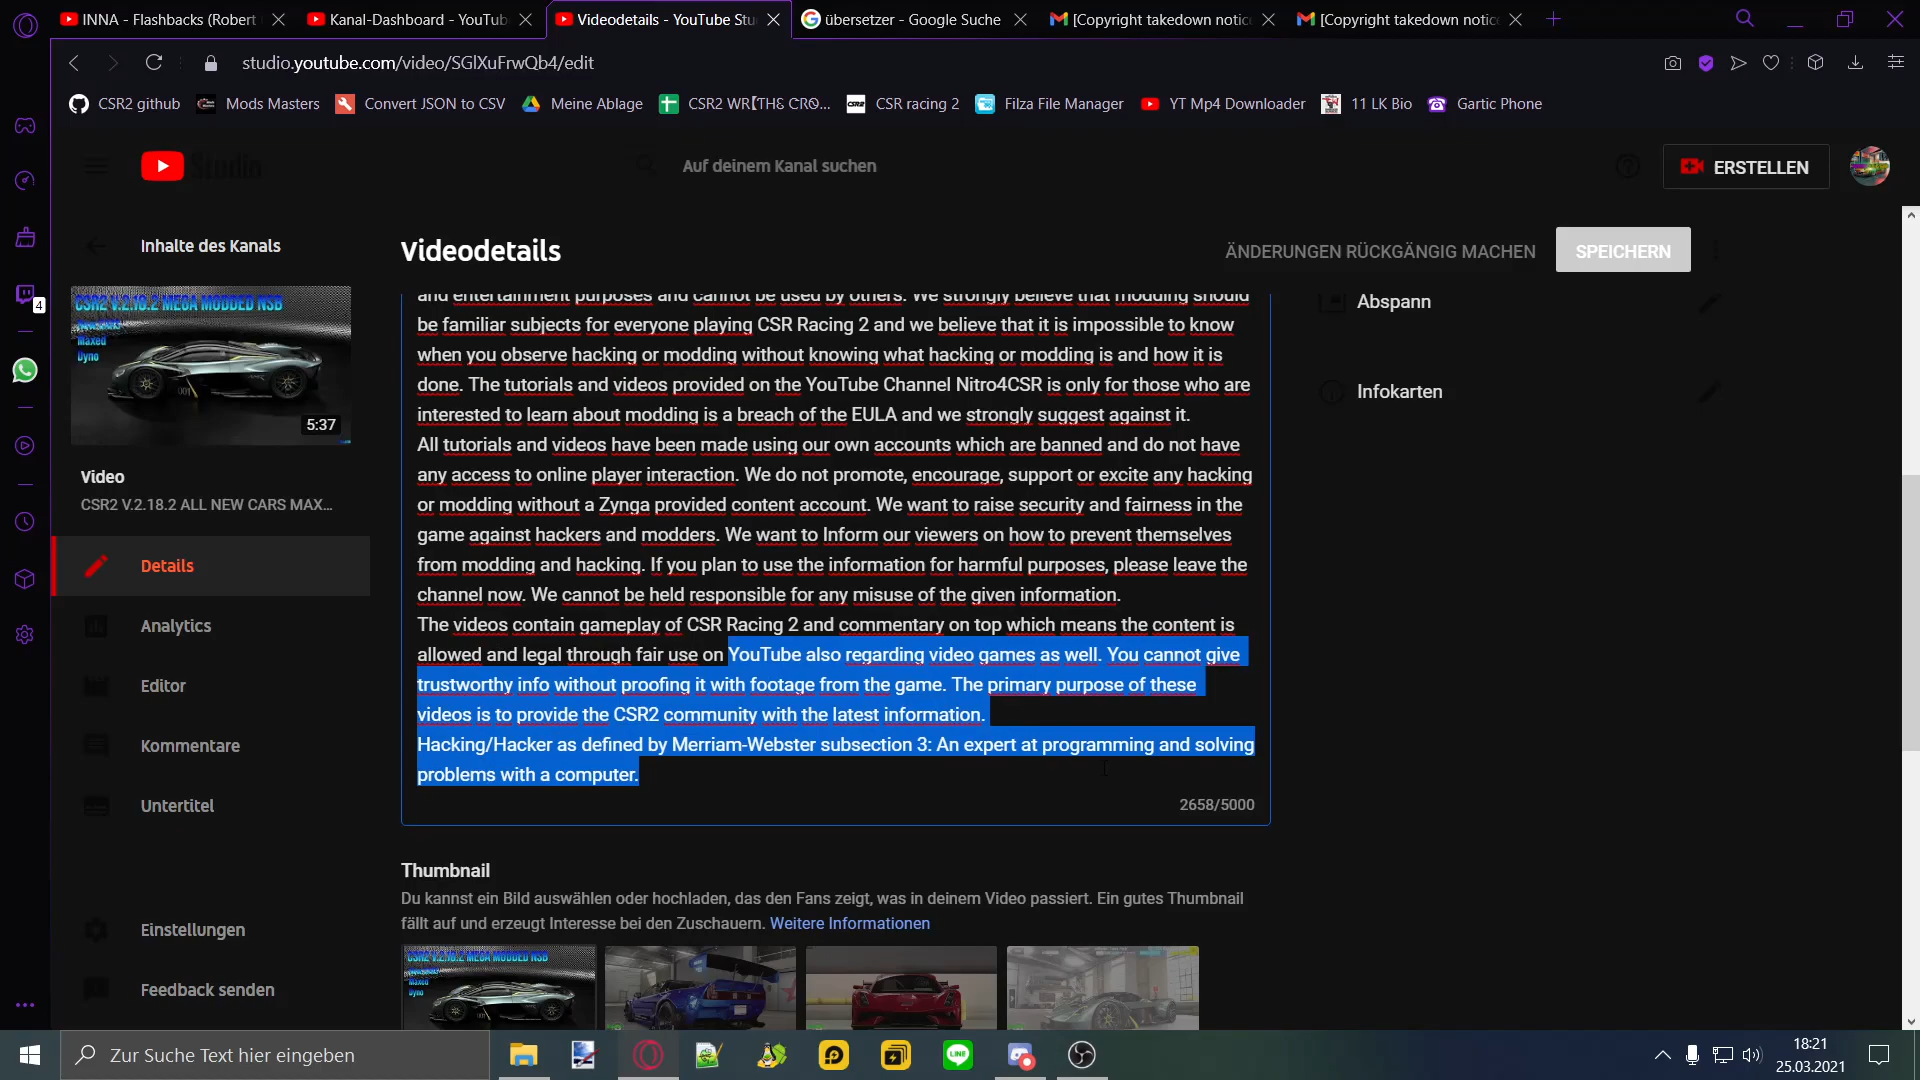 INNA - Flashbacks (Robert
Kanal-Dashboard - YouTub
Videodetails - YouTube Stu
übersetzer - Google Suche
[Copyright takedown notic
[Copyright takedown notic
studio.youtube.com/video/SGlXuFrwQb4/edit
CSR2 github
Mods Masters
Convert JSON to CSV
Meine Ablage
CSR racing 2
Filza File Manager
YT Mp4 Downloader
11 LK Bio
Gartic Phone
Studio
Auf deinem Kanal suchen
ERSTELLEN
Inhalte des Kanals
Videodetails
ÄNDERUNGEN RÜCKGÄNGIG MACHEN
SPEICHERN
CSR2 V.2.18.2 MEGA MODDED NSB
Maxed
Dyno
001
5:37
Video
CSR2 V.2.18.2 ALL NEW CARS MAX...
4
Details
Analytics
Editor
Kommentare
Untertitel
Einstellungen
Feedback senden
and entertainment purposes and cannot be used by others. We strongly believe that modding should
be familiar subjects for everyone playing CSR Racing 2 and we believe that it is impossible to know
when you observe hacking or modding without knowing what hacking or modding is and how it is
done. The tutorials and videos provided on the YouTube Channel Nitro4CSR is only for those who are
interested to learn about modding is a breach of the EULA and we strongly suggest against it.
All tutorials and videos have been made using our own accounts which are banned and do not have
any access to online player interaction. We do not promote, encourage, support or excite any hacking
or modding without a Zynga provided content account. We want to raise security and fairness in the
game against hackers and modders. We want to Inform our viewers on how to prevent themselves
from modding and hacking. If you plan to use the information for harmful purposes, please leave the
channel now. We cannot be held responsible for any misuse of the given information.
The videos contain gameplay of CSR Racing 2 and commentary on top which means the content is
allowed and legal through fair use on YouTube also regarding video games as well. You cannot give
trustworthy info without proofing it with footage from the game. The primary purpose of these
videos is to provide the CSR2 community with the latest information.
Hacking/Hacker as defined by Merriam-Webster subsection 3: An expert at programming and solving
problems with a computer.
2658/5000
Abspann
Infokarten
Thumbnail
Du kannst ein Bild auswählen oder hochladen, das den Fans zeigt, was in deinem Video passiert. Ein gutes Thumbnail
fällt auf und erzeugt Interesse bei den Zuschauern. Weitere Informationen
CSR2 V.2.18.2 MEGA MODDED NSB
Maxed
Dyno
Zur Suche Text hier eingeben
LINE
18:21
25.03.2021